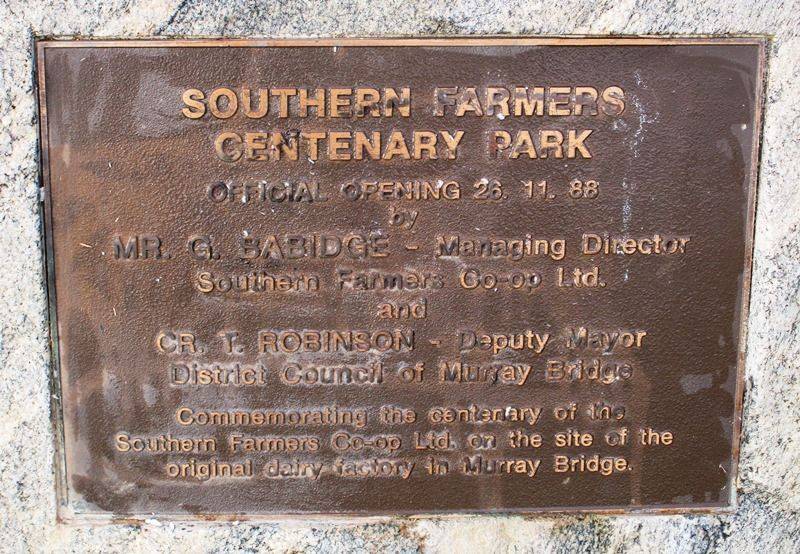 SOUTHERN FARMERS
CENTENARY PARK
OFFICIAL OPENING 26. 11. 88
by
MR. G. BABIDGE - Managing Director
Southern Farmers Co-op Ltd.
and
CR. T. ROBINSON - Deputy Mayor
District Council of Murray Bridge
Commemorating the centenary of the
Southern Farmers Co-op Ltd. on the site of the
original dairy factory in Murray Bridge.